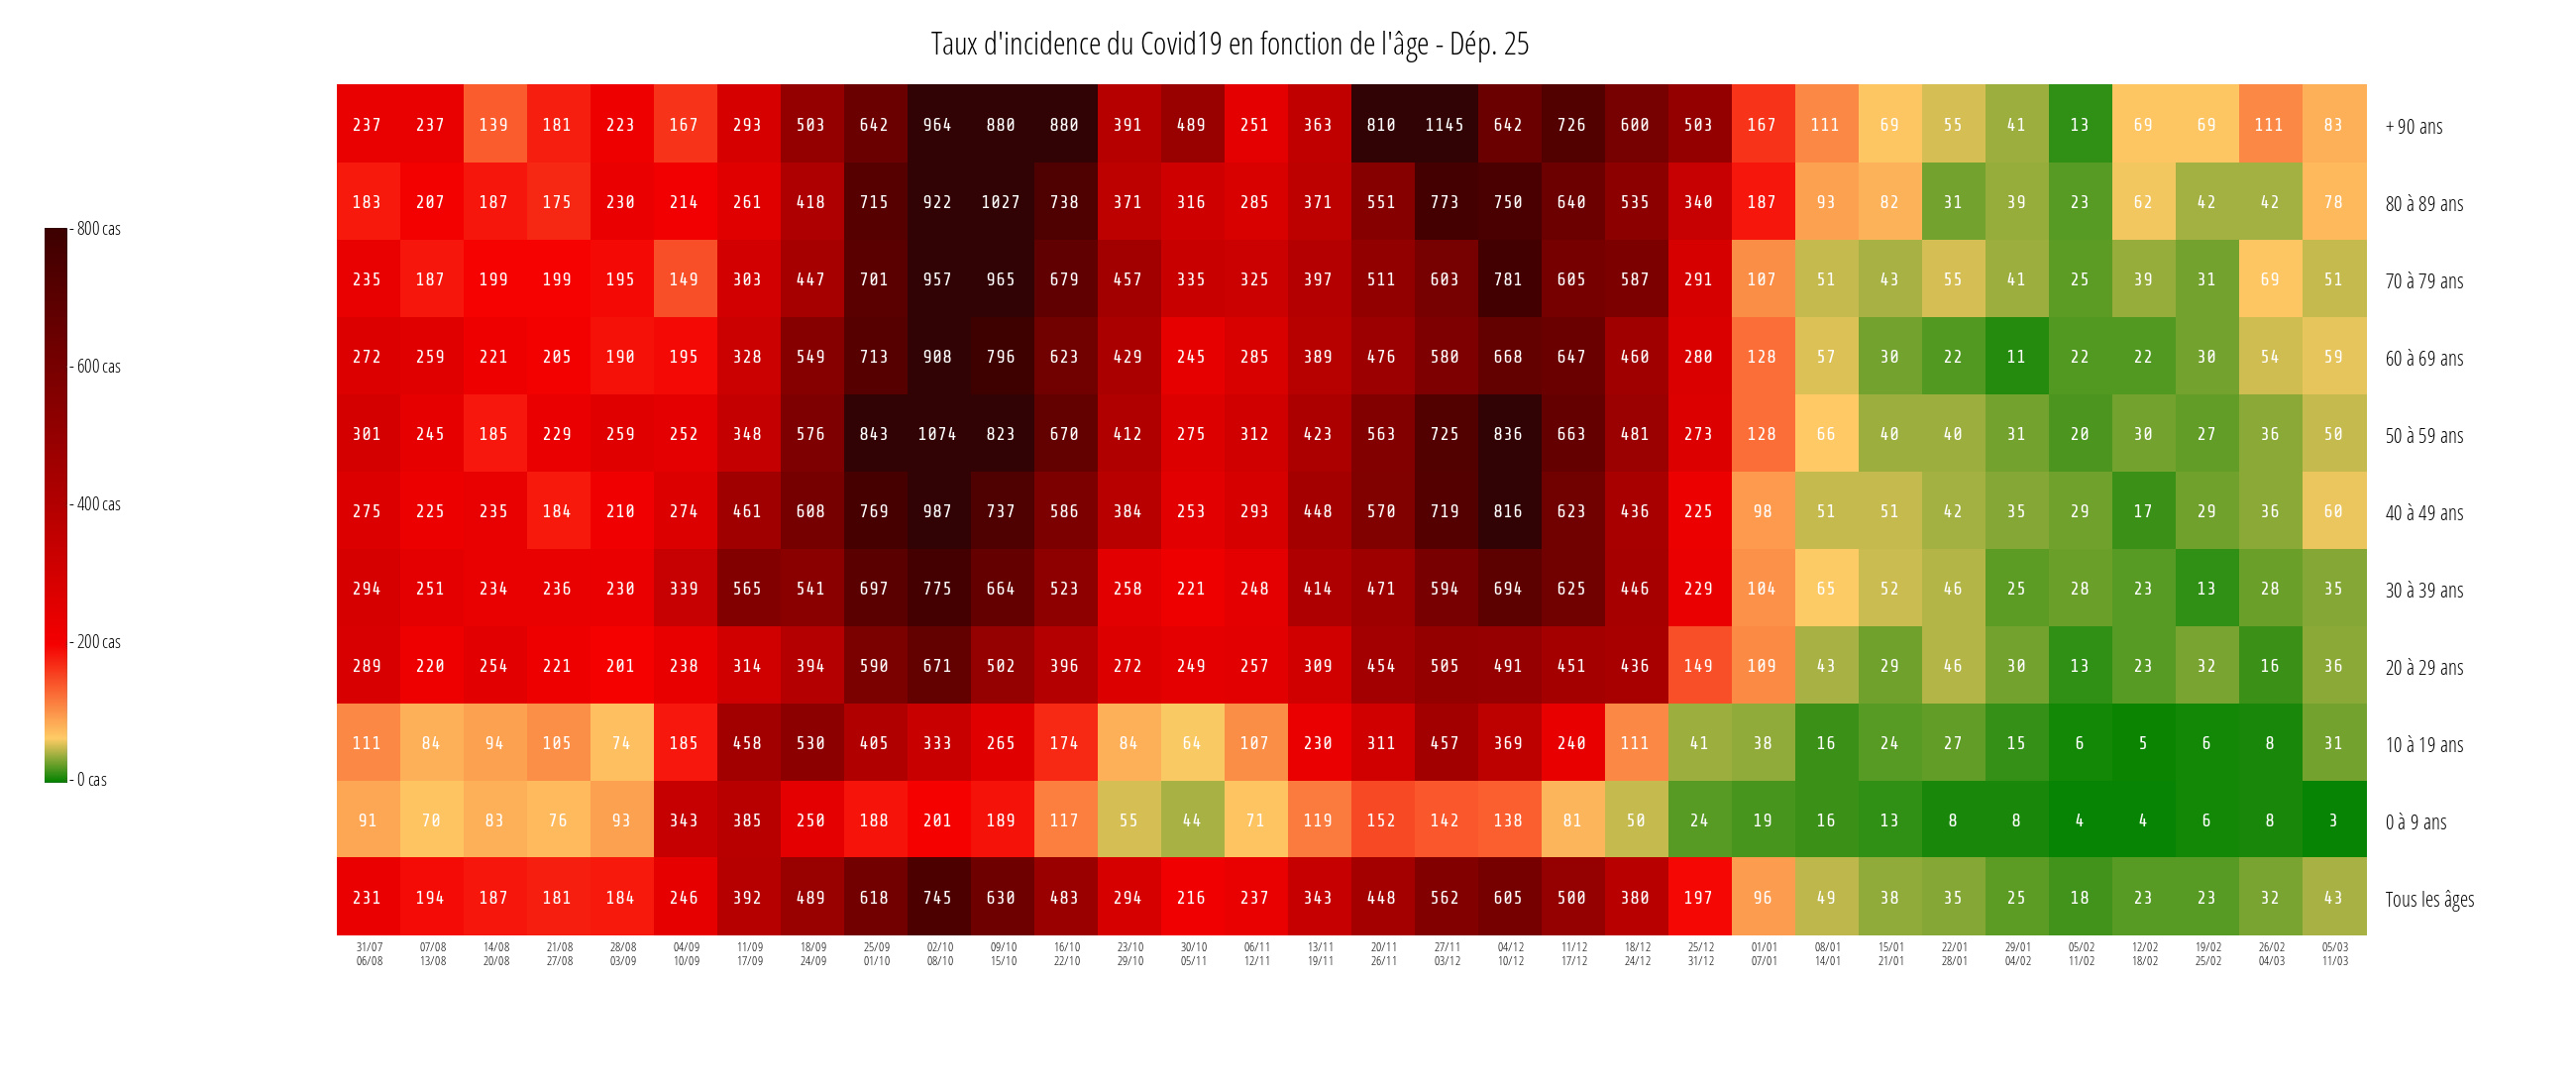 Taux d'incidence du Covid19 en fonction de l'âge - Dép. 25
237 237 139 181 223 167 293 503 642 964 880 880 391 489 251 363 810 1145 642 726 600 503 167 111 69 55 41 13 69 69 111 83 + 90 ans
183 207 187 175 230 214 261 418 715 922 1027 738 371 316 285 371 551 773 750 640 535 340 187 93 82 31 39 23 62 42 42 78 80 à 89 ans
- 800 cas
235 187 199 199 195 149 303 447 701 957 965 679 457 335 325 397 511 603 781 605 587 291 107 51 43 55 41 25 39 31 69 51 70 à 79 ans
272 259 221 205 190 195 328 549 713 908 796 623 429 245 285 389 476 580 668 647 460 280 128 57 30 22 11 22 22 30 54 59 60 à 69 ans
- 600 cas
301 245 185 229 259 252 348 576 843 1074 823 670 412 275 312 423 563 725 836 663 481 273 128 66 40 40 31 20 30 27 36 50 50 à 59 ans
- 400 cas
275 225 235 184 210 274 461 608 769 987 737 586 384 253 293 448 570 719 816 623 436 225 98 51 51 42 35 29 17 29 36 60 40 à 49 ans
294 251 234 236 230 339 565 541 697 775 664 523 258 221 248 414 471 594 694 625 446 229 104 65 52 46 25 28 23 13 28 35 30 à 39 ans
- 200 cas
289 220 254 221 201 238 314 394 590 671 502 396 272 249 257 309 454 505 491 451 436 149 109 43 29 46 30 13 23 32 16 36 20 à 29 ans
111 84 94 105 74 185 458 530 405 333 265 174 84 64 107 230 311 457 369 240 111 41 38 16 24 27 15 6 5 6 8 31 10 à 19 ans
- 0 cas
91 70 83 76 93 343 385 250 188 201 189 117 55 44 71 119 152 142 138 81 50 24 19 16 13 8 8 4 4 6 8 3 0 à 9 ans
231 194 187 181 184 246 392 489 618 745 630 483 294 216 237 343 448 562 605 500 380 197 96 49 38 35 25 18 23 23 32 43 Tous les âges
31/07 07/08 14/08 21/08 28/08 04/09 11/09 18/09 25/09 02/10 09/10 16/10 23/10 30/10 06/11 13/11 20/11 27/11 04/12 11/12 18/12 25/12 01/01 08/01 15/01 22/01 29/01 05/02 12/02 19/02 26/02 05/03
06/08 13/08 20/08 27/08 03/09 10/09 17/09 24/09 01/10 08/10 15/10 22/10 29/10 05/11 12/11 19/11 26/11 03/12 10/12 17/12 24/12 31/12 07/01 14/01 21/01 28/01 04/02 11/02 18/02 25/02 04/03 11/03